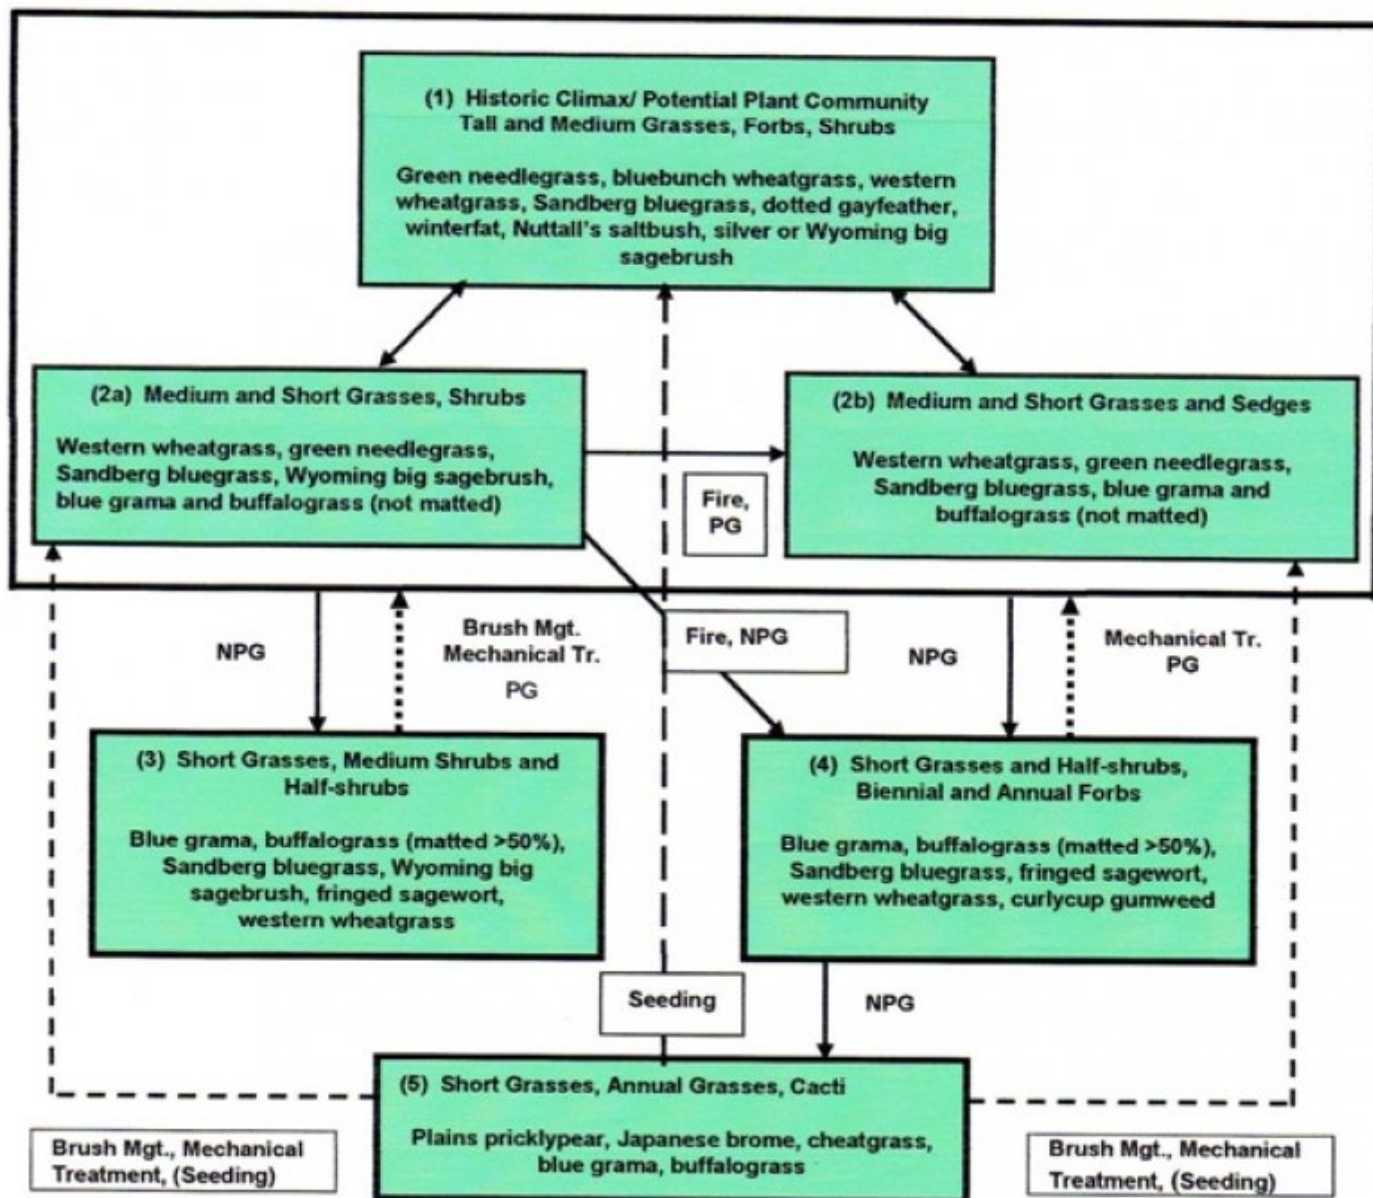 (1) Historic Climax/ Potential Plant Community
Tall and Medium Grasses, Forbs, Shrubs
Green needlegrass, bluebunch wheatgrass, western
wheatgrass, Sandberg bluegrass, dotted gayfeather,
winterfat, Nuttall's saltbush, silver or Wyoming big
sagebrush
(2a) Medium and Short Grasses, Shrubs
Western wheatgrass, green needlegrass,
Sandberg bluegrass, Wyoming big sagebrush,
blue grama and buffalograss (not matted)
Fire,
PG
(2b) Medium and Short Grasses and Sedges
Western wheatgrass, green needlegrass,
Sandberg bluegrass, blue grama and
buffalograss (not matted)
NPG
Brush Mgt.
Mechanical Tr.
PG
Fire, NPG
NPG
Mechanical Tr.
PG
(3) Short Grasses, Medium Shrubs and
Half-shrubs
Blue grama, buffalograss (matted >50%),
Sandberg bluegrass, Wyoming big
sagebrush, fringed sagewort,
western wheatgrass
(4) Short Grasses and Half-shrubs,
Biennial and Annual Forbs
Blue grama, buffalograss (matted >50%),
Sandberg bluegrass, fringed sagewort,
western wheatgrass, curlycup gumweed
Seeding
NPG
(5) Short Grasses, Annual Grasses, Cacti
Plains pricklypear, Japanese brome, cheatgrass,
blue grama, buffalograss
Brush Mgt., Mechanical
Treatment, (Seeding)
Brush Mgt., Mechanical
Treatment, (Seeding)